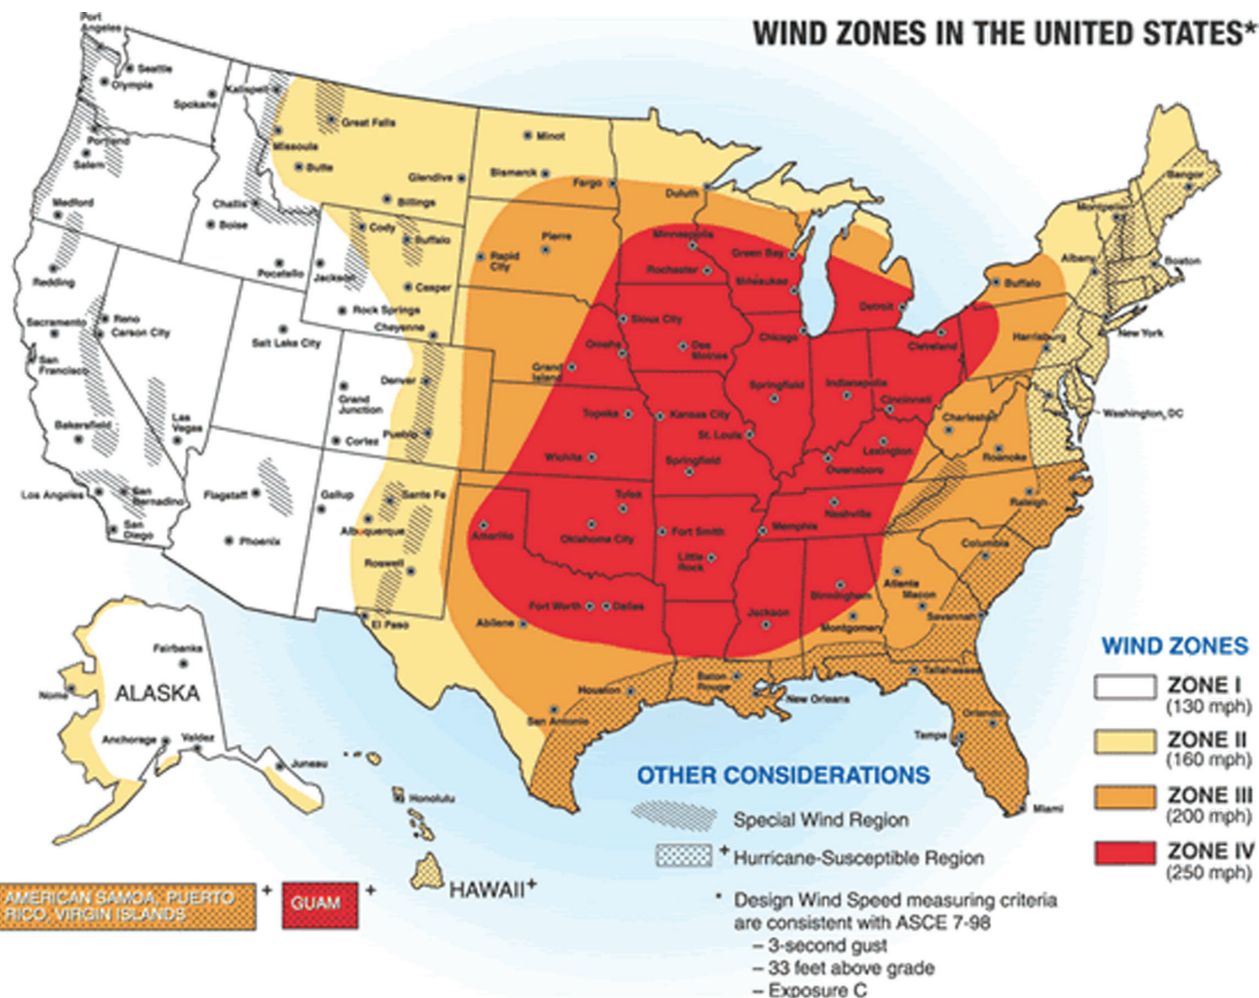 WIND ZONES IN THE UNITED STATES*
Port
Angeles
Seattle
Olympia
Spokane
Kalispell
Great Falls
Minot
Portland
Missoula
Salem
Butte
Glendive
Bismarck
Fargo
Duluth
Bangor
Medford
Challis
Billings
Montpelier
Boise
Cody
Buffalo
Pierre
Minneapolis
Green Bay
Rapid
City
Albany
Boston
Redding
Pocatello
Jackson
Rochester
Milwaukee
Buffalo
Casper
Detroit
Sacramento
Reno
Carson City
Rock Springs
Cheyenne
Sioux City
New York
Salt Lake City
Omaha
Des
Moines
Chicago
Cleveland
Harrisburg
San
Francisco
Grand
Island
Denver
Grand
Junction
Springfield
Indianapolis
Cincinnati
Washington, DC
Bakersfield
Las
Vegas
Cortez
Pueblo
Topeka
Kansas City
St. Louis
Lexington
Charleston
Wichita
Springfield
Owensboro
Roanoke
Los Angeles
San
Bernadino
Flagstaff
Gallup
Sante Fe
Tulsa
Nashville
Raleigh
San
Diego
Phoenix
Albuquerque
Amarillo
Oklahoma City
Fort Smith
Memphis
Columbia
Roswell
Little
Rock
Birmingham
Atlanta
Macon
El Paso
Abilene
Fort Worth
Dallas
Jackson
Montgomery
Savannah
Fairbanks
Nome
ALASKA
Houston
Baton
Rouge
New Orleans
Tallahassee
San Antonio
Orlando
Tampa
Anchorage
Valdez
Juneau
Miami
Honolulu
HAWAII+
WIND ZONES
ZONE I
(130 mph)
ZONE II
(160 mph)
ZONE III
(200 mph)
ZONE IV
(250 mph)
OTHER CONSIDERATIONS
Special Wind Region
+ Hurricane-Susceptible Region
* Design Wind Speed measuring criteria
are consistent with ASCE 7-98
– 3-second gust
– 33 feet above grade
– Exposure C
AMERICAN SAMOA, PUERTO
RICO, VIRGIN ISLANDS
+
GUAM
+